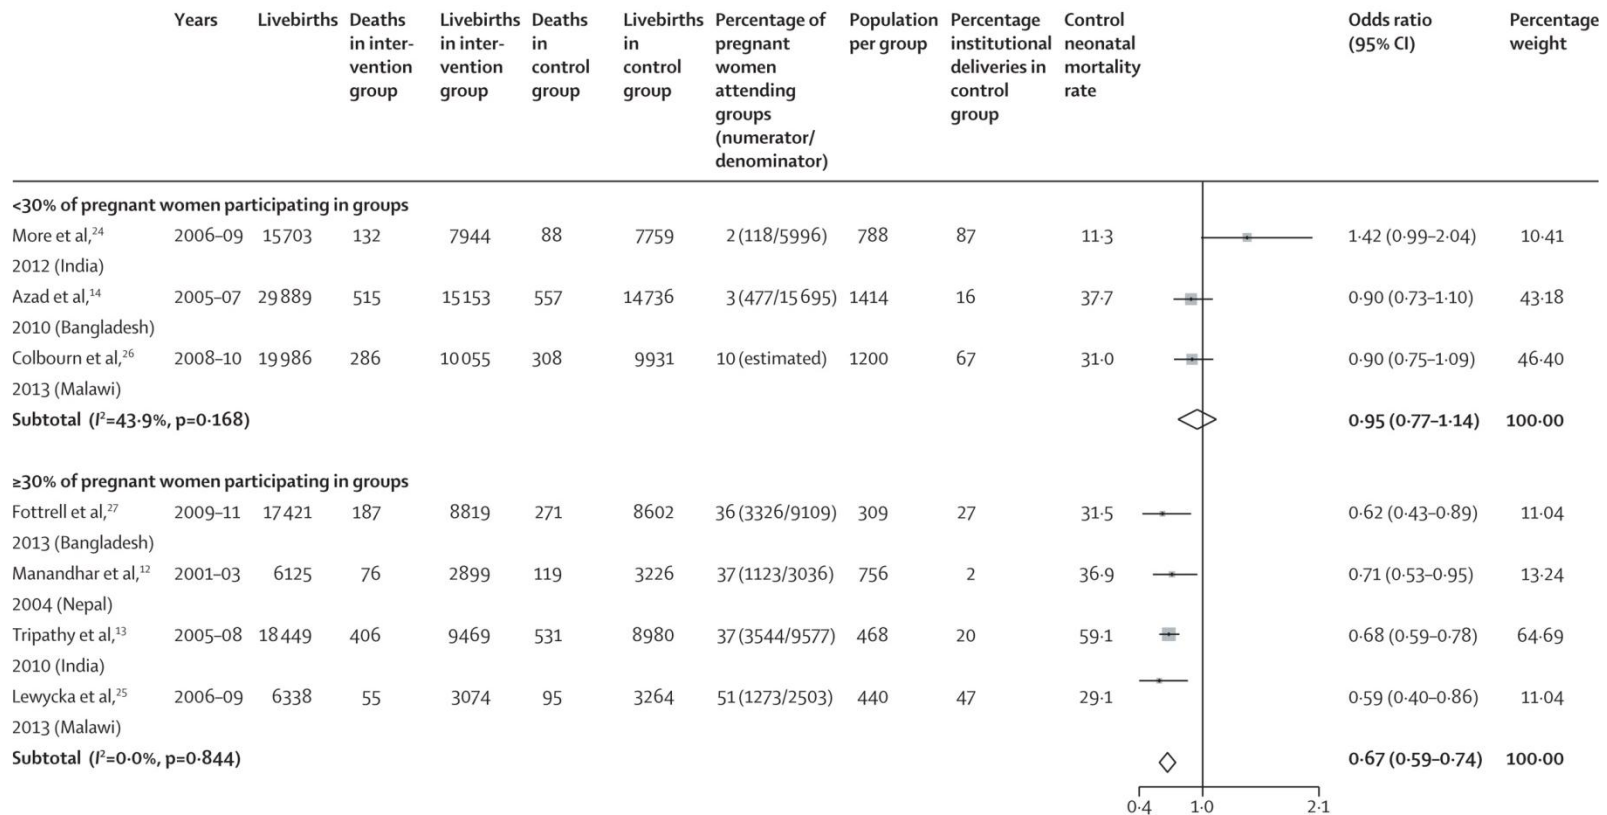 Years Livebirths Deaths in inter- vention group Livebirths in inter- vention group Deaths in control group Livebirths in control group Percentage of pregnant women attending groups (numerator/ denominator) Population per group Percentage institutional deliveries in control group Control neonatal mortality rate Odds ratio (95% CI) Percentage weight
<30% of pregnant women participating in groups
More et al,24 2006–09 15703 132 7944 88 7759 2 (118/5996) 788 87 11·3 1·42 (0·99–2·04) 10·41
2012 (India)
Azad et al,14 2005–07 29889 515 15153 557 14736 3 (477/15695) 1414 16 37·7 0·90 (0·73–1·10) 43·18
2010 (Bangladesh)
Colbourn et al,26 2008–10 19986 286 10055 308 9931 10 (estimated) 1200 67 31·0 0·90 (0·75–1·09) 46·40
2013 (Malawi)
Subtotal (I²=43·9%, p=0·168) 0·95 (0·77–1·14) 100·00
≥30% of pregnant women participating in groups
Fottrell et al,27 2009–11 17421 187 8819 271 8602 36 (3326/9109) 309 27 31·5 0·62 (0·43–0·89) 11·04
2013 (Bangladesh)
Manandhar et al,12 2001–03 6125 76 2899 119 3226 37 (1123/3036) 756 2 36·9 0·71 (0·53–0·95) 13·24
2004 (Nepal)
Tripathy et al,13 2005–08 18449 406 9469 531 8980 37 (3544/9577) 468 20 59·1 0·68 (0·59–0·78) 64·69
2010 (India)
Lewycka et al,25 2006–09 6338 55 3074 95 3264 51 (1273/2503) 440 47 29·1 0·59 (0·40–0·86) 11·04
2013 (Malawi)
Subtotal (I²=0·0%, p=0·844) 0·67 (0·59–0·74) 100·00
0·4 1·0 2·1